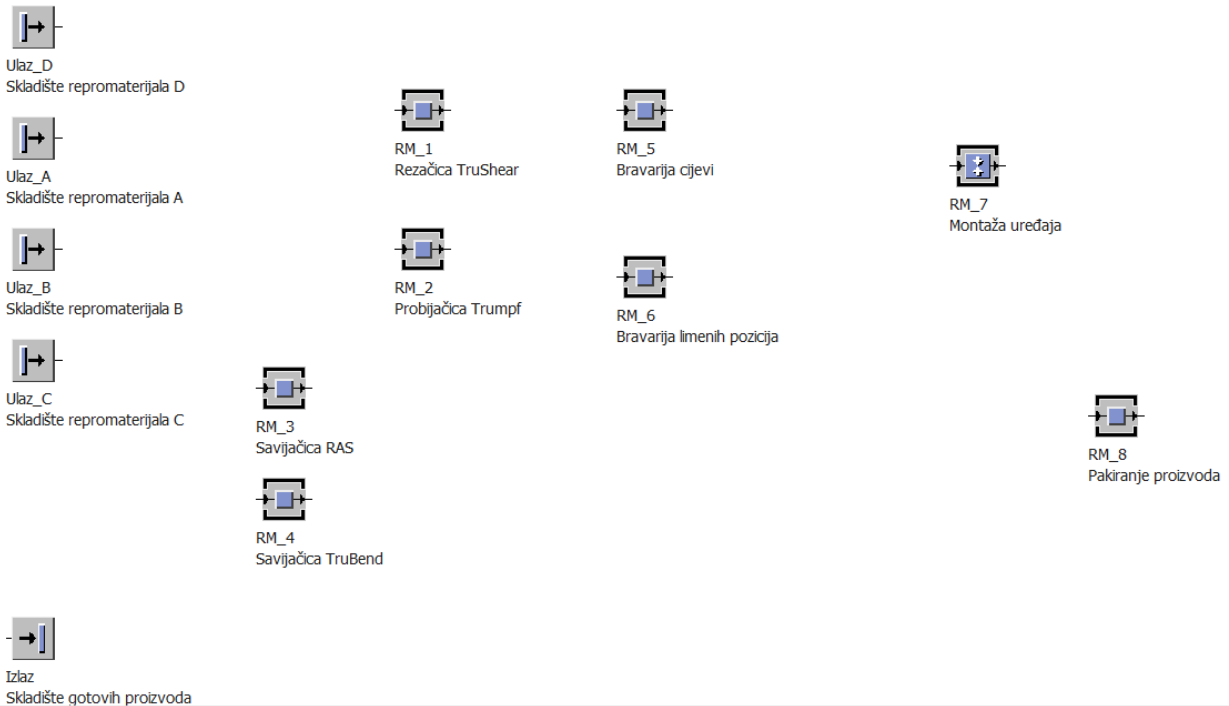 Ulaz_D
Skladište repromaterijala D
Ulaz_A
Skladište repromaterijala A
Ulaz_B
Skladište repromaterijala B
Ulaz_C
Skladište repromaterijala C
RM_1
Rezačica TruShear
RM_2
Probijačica Trumpf
RM_3
Savijačica RAS
RM_4
Savijačica TruBend
RM_5
Bravarija cijevi
RM_6
Bravarija limenih pozicija
RM_7
Montaža uređaja
RM_8
Pakiranje proizvoda
Izlaz
Skladište gotovih proizvoda